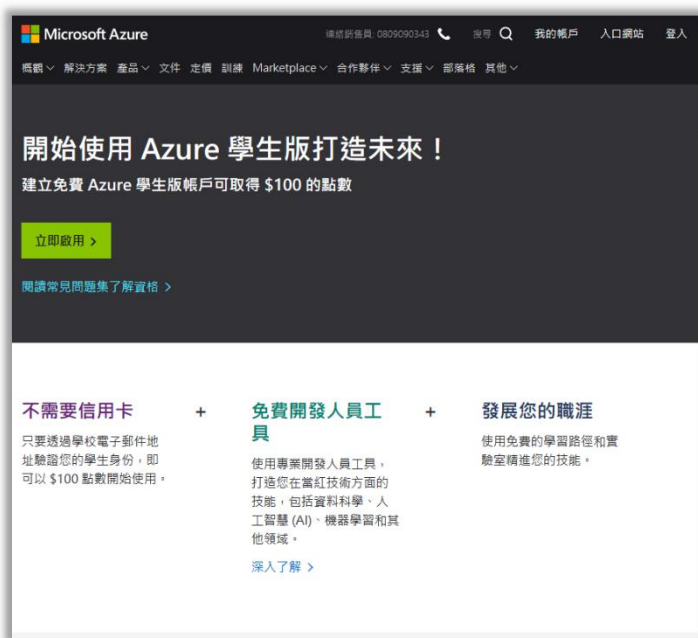 Microsoft Azure
連絡銷售員: 0809090343 搜尋 我的帳戶 入口網站 登入
概觀 解決方案 產品 文件 定價 訓練 Marketplace 合作夥伴 支援 部落格 其他
開始使用 Azure 學生版打造未來！
建立免費 Azure 學生版帳戶可取得 $100 的點數
立即啟用 >
閱讀常見問題集了解資格 >
不需要信用卡
+
免費開發人員工
具
+
發展您的職涯
只要透過學校電子郵件地
址驗證您的學生身份，即
可以 $100 點數開始使用。
使用專業開發人員工具，
打造您在當紅技術方面的
技能，包括資料科學、人
工智慧 (AI)、機器學習和其
他領域。
深入了解 >
使用免費的學習路徑和實
驗室精進您的技能。